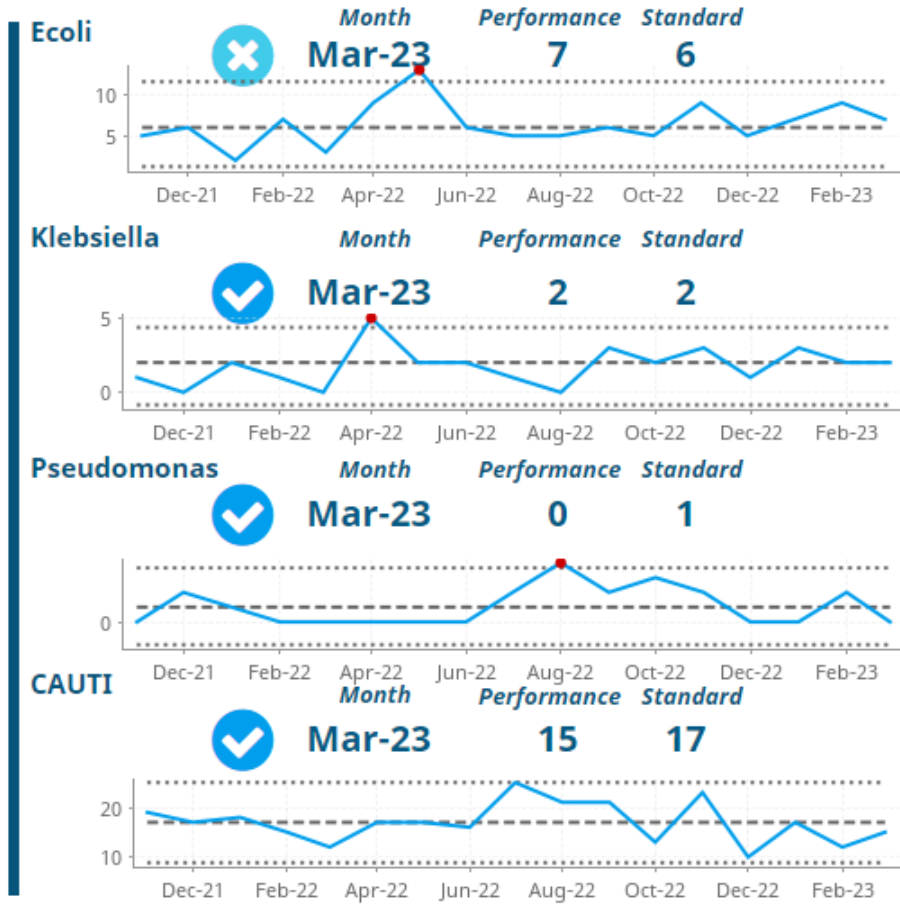 Ecoli
Month Performance Standard
Mar-23 7 6
10
5
Dec-21 Feb-22 Apr-22 Jun-22 Aug-22 Oct-22 Dec-22 Feb-23
Klebsiella
Month Performance Standard
Mar-23 2 2
5
0
Dec-21 Feb-22 Apr-22 Jun-22 Aug-22 Oct-22 Dec-22 Feb-23
Pseudomonas
Month Performance Standard
Mar-23 0 1
0
Dec-21 Feb-22 Apr-22 Jun-22 Aug-22 Oct-22 Dec-22 Feb-23
CAUTI
Month Performance Standard
Mar-23 15 17
20
10
Dec-21 Feb-22 Apr-22 Jun-22 Aug-22 Oct-22 Dec-22 Feb-23